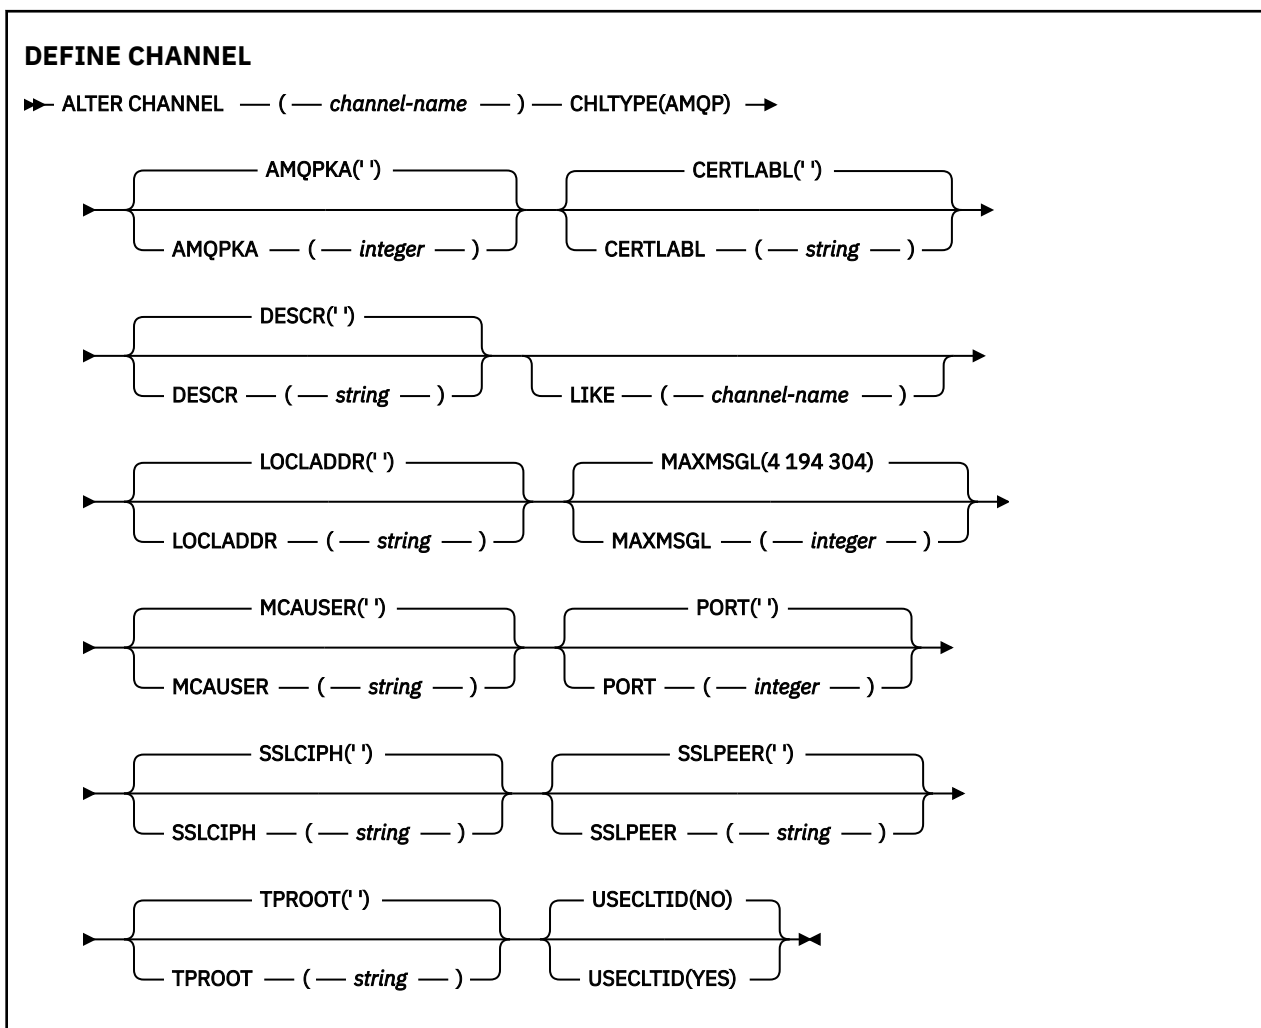 DEFINE CHANNEL
ALTER CHANNEL ( channel-name ) CHLTYPE(AMQP)
AMQPKA(' ') CERTLABL(' ')
AMQPKA ( integer ) CERTLABL ( string )
DESCR(' ')
DESCR ( string ) LIKE ( channel-name )
LOCLADDR(' ') MAXMSGL(4 194 304)
LOCLADDR ( string ) MAXMSGL ( integer )
MCAUSER(' ') PORT(' ')
MCAUSER ( string ) PORT ( integer )
SSLCIPH(' ') SSLPEER(' ')
SSLCIPH ( string ) SSLPEER ( string )
TPROOT(' ') USECLTID(NO)
TPROOT ( string ) USECLTID(YES)